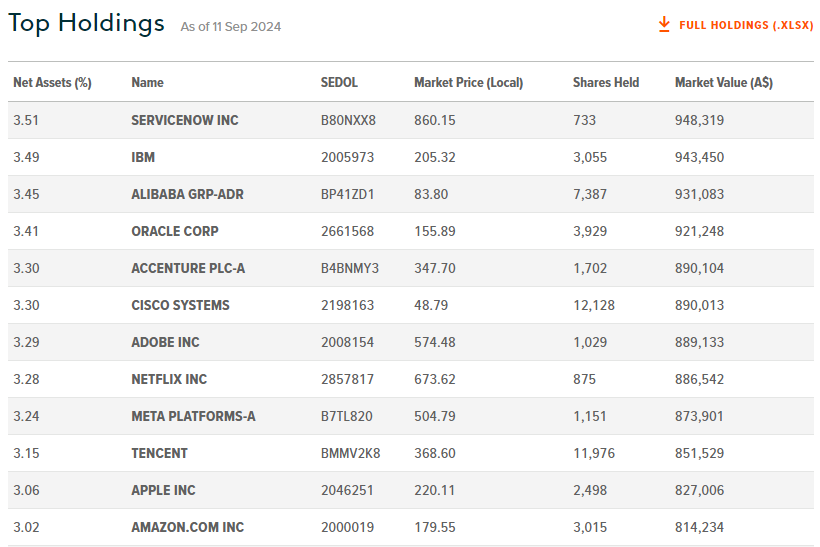 Top Holdings As of 11 Sep 2024 FULL HOLDINGS (.XLSX)
Net Assets (%) Name SEDOL Market Price (Local) Shares Held Market Value (A$)
3.51 SERVICENOW INC B80NXX8 860.15 733 948,319
3.49 IBM 2005973 205.32 3,055 943,450
3.45 ALIBABA GRP-ADR BP41ZD1 83.80 7,387 931,083
3.41 ORACLE CORP 2661568 155.89 3,929 921,248
3.30 ACCENTURE PLC-A B4BNMY3 347.70 1,702 890,104
3.30 CISCO SYSTEMS 2198163 48.79 12,128 890,013
3.29 ADOBE INC 2008154 574.48 1,029 889,133
3.28 NETFLIX INC 2857817 673.62 875 886,542
3.24 META PLATFORMS-A B7TL820 504.79 1,151 873,901
3.15 TENCENT BMMV2K8 368.60 11,976 851,529
3.06 APPLE INC 2046251 220.11 2,498 827,006
3.02 AMAZON.COM INC 2000019 179.55 3,015 814,234